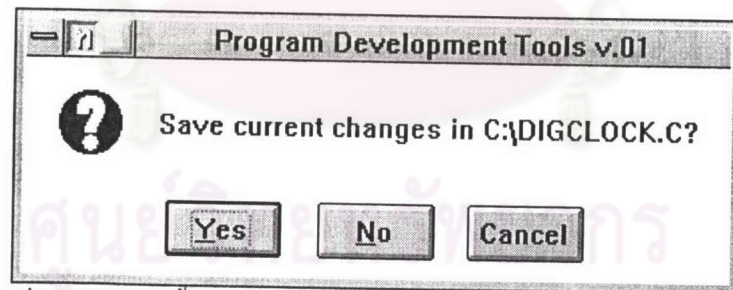 Program Development Tools v.01
Save current changes in C:\DIGCLOCK.C?
Yes No Cancel